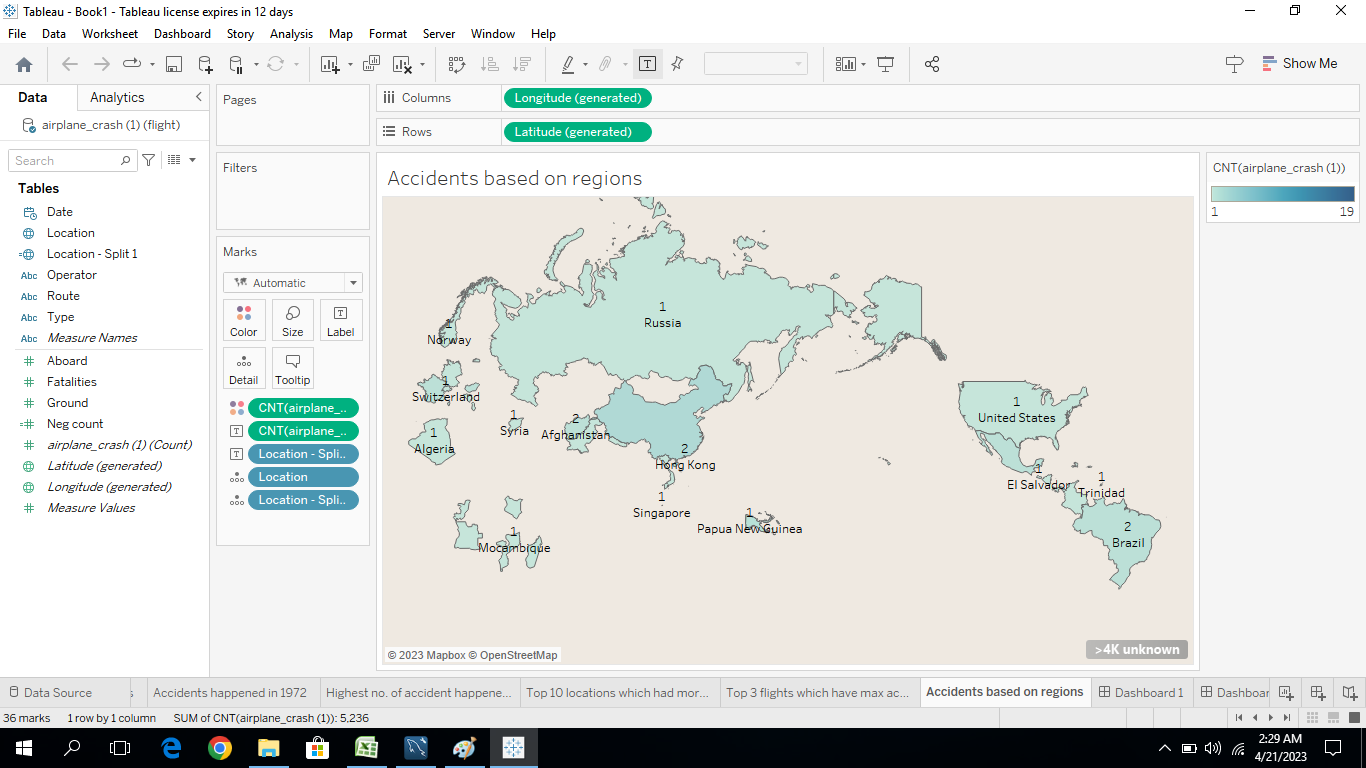 Tableau - Book1 - Tableau license expires in 12 days
File Data Worksheet Dashboard Story Analysis Map Format Server Window Help
Show Me
Data Analytics
airplane_crash (1) (flight)
Search
Tables
Date
Location
Location - Split 1
Abc Operator
Abc Route
Abc Type
Abc Measure Names
Aboard
Fatalities
Ground
Neg count
airplane_crash (1) (Count)
Latitude (generated)
Longitude (generated)
Measure Values
Pages
Filters
Marks
Automatic
Color Size Label
Detail Tooltip
CNT(airplane_..
CNT(airplane_..
Location - Spli..
Location
Location - Spli..
Columns Longitude (generated)
Rows Latitude (generated)
Accidents based on regions
1
Russia
1
Norway
1
Switzerland
1
Syria
2
Afghanistan
1
Algeria
2
Hong Kong
1
United States
1
El Salvador
1
Trinidad
1
Singapore
1
Papua New Guinea
1
Mocambique
2
Brazil
© 2023 Mapbox © OpenStreetMap
>4K unknown
CNT(airplane_crash (1))
1 19
Data Source s Accidents happened in 1972 Highest no. of accident happene... Top 10 locations which had mor... Top 3 flights which have max ac... Accidents based on regions Dashboard 1 Dashboar
36 marks 1 row by 1 column SUM of CNT(airplane_crash (1)): 5,236
2:29 AM
4/21/2023